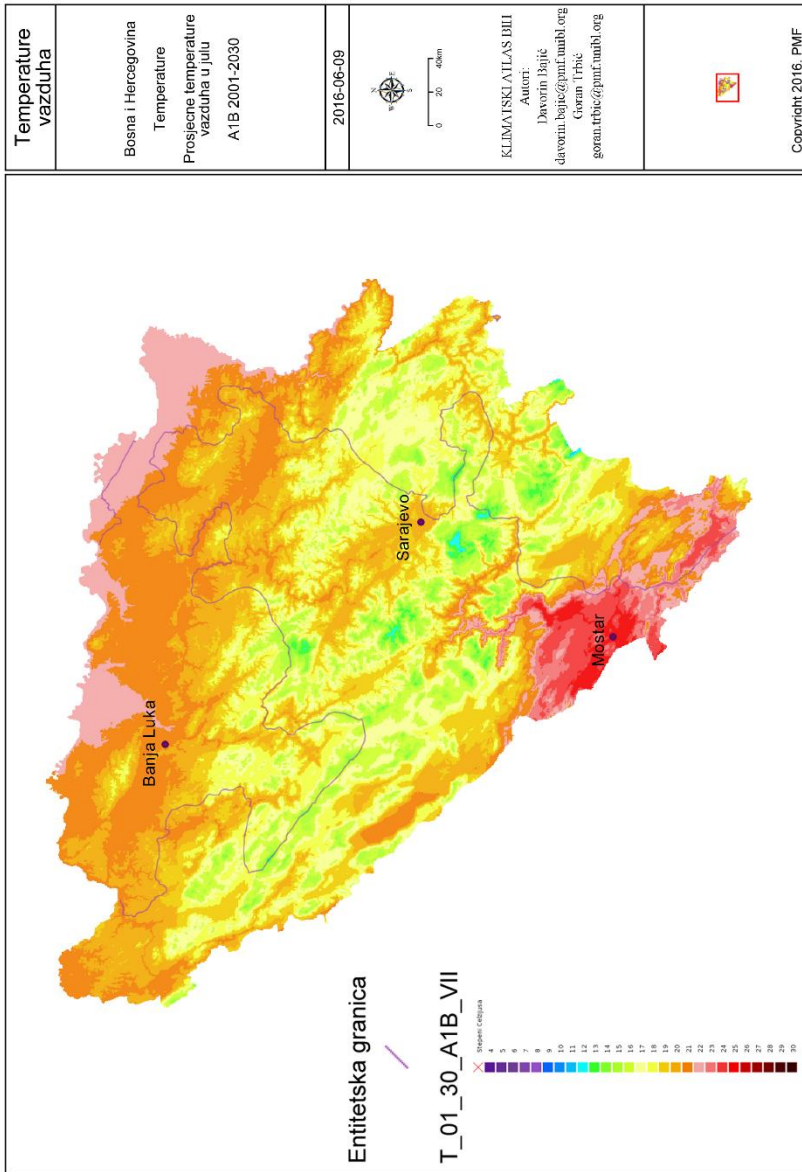 Temperature
vazduha
Bosna i Hercegovina
Temperature
Prosjecne temperature
vazduha u julu
A1B 2001-2030
2016-06-09
N
W E
S
0 20 40km
KLIMATSKI ATLAS BIH
Autori:
Davorin Bajić
davorin.bajic@pmf.unibl.org
Goran Trbić
goran.trbic@pmf.unibl.org
Copyright 2016, PMF
Banja Luka
Sarajevo
Mostar
Entitetska granica
T_01_30_A1B_VII
Stepeni Celzijusa
4
5
6
7
8
9
10
11
12
13
14
15
16
17
18
19
20
21
22
23
24
25
26
27
28
29
30